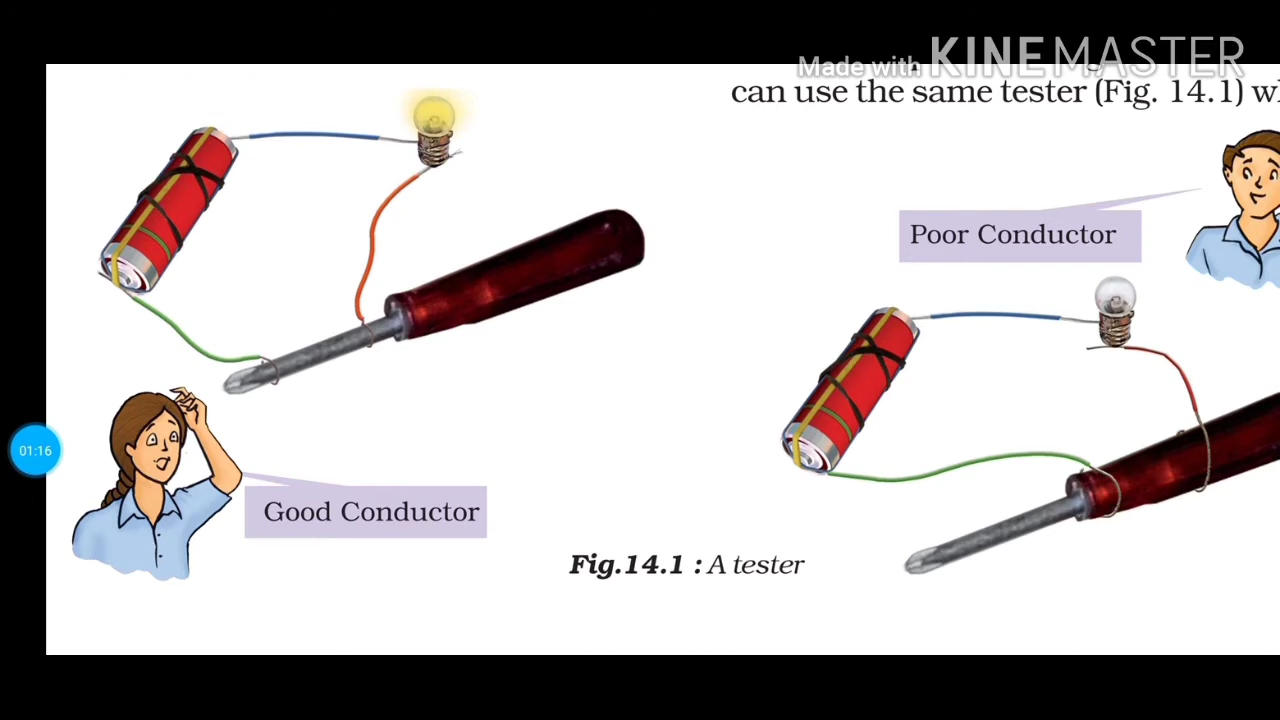 Made with KINEMASTER
can use the same tester (Fig. 14.1)
Poor Conductor
01:16
Good Conductor
Fig.14.1 : A tester